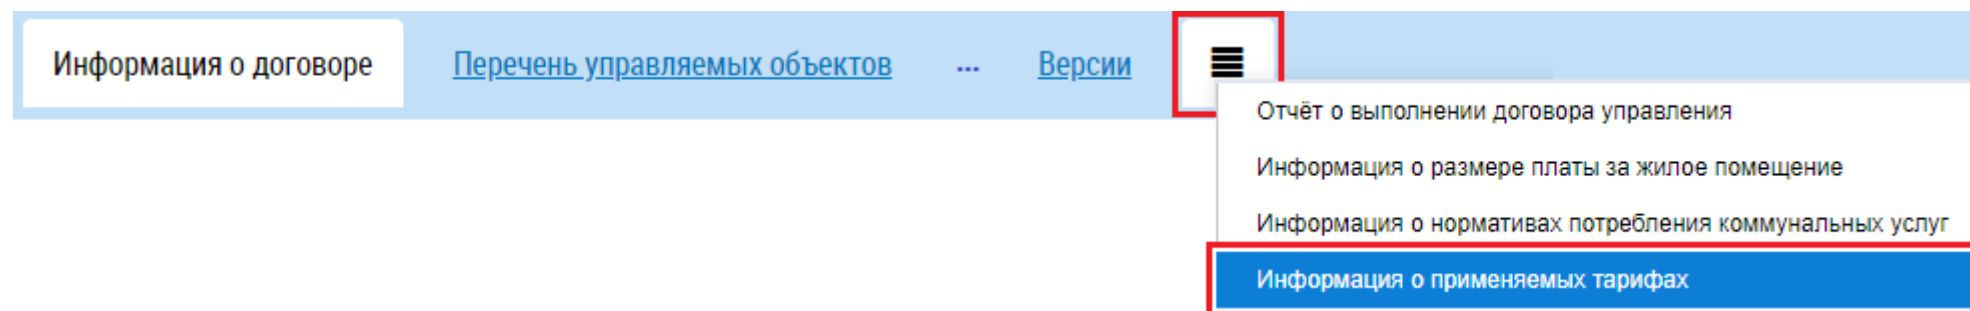 Информация о договоре Перечень управляемых объектов ... Версии
Отчёт о выполнении договора управления
Информация о размере платы за жилое помещение
Информация о нормативах потребления коммунальных услуг
Информация о применяемых тарифах